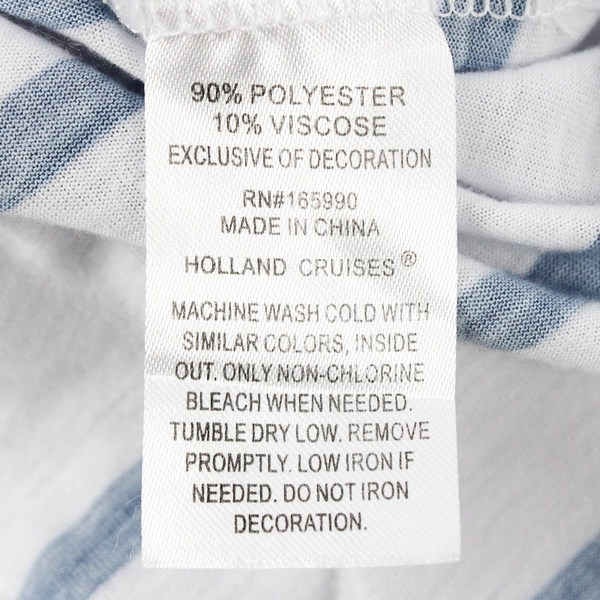 90% POLYESTER
10% VISCOSE
EXCLUSIVE OF DECORATION
RN#165990
MADE IN CHINA
HOLLAND CRUISES®
MACHINE WASH COLD WITH
SIMILAR COLORS, INSIDE
OUT. ONLY NON-CHLORINE
BLEACH WHEN NEEDED.
TUMBLE DRY LOW. REMOVE
PROMPTLY. LOW IRON IF
NEEDED. DO NOT IRON
DECORATION.